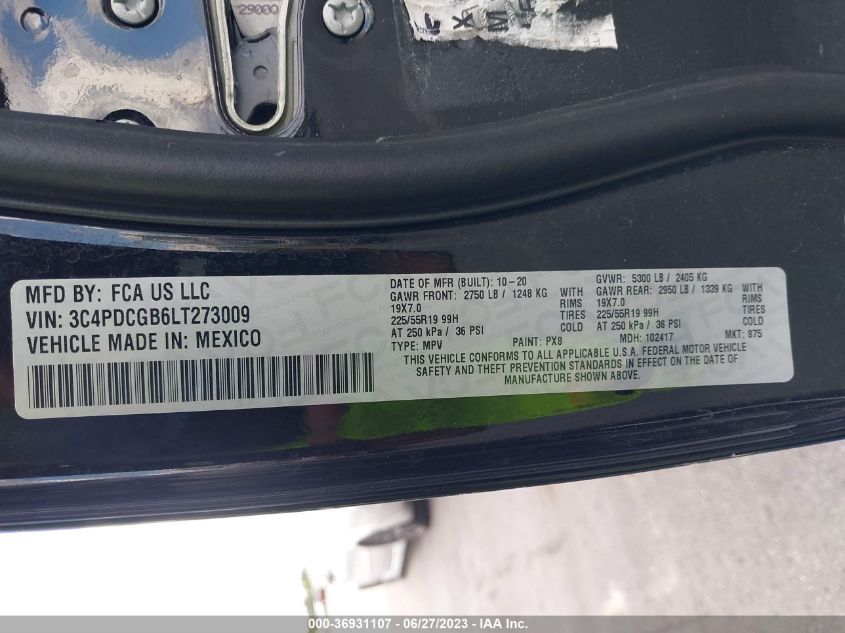 2900
MFD BY: FCA US LLC
VIN: 3C4PDCGB6LT273009
VEHICLE MADE IN: MEXICO
DATE OF MFR (BUILT): 10-20 GVWR: 5300 LB / 2405 KG
GAWR FRONT: 2750 LB / 1248 KG WITH GAWR REAR: 2950 LB / 1339 KG WITH
19X7.0 RIMS 19X7.0 RIMS
225/55R19 99H TIRES 225/55R19 99H TIRES
AT 250 kPa / 36 PSI COLD AT 250 kPa / 36 PSI COLD
TYPE: MPV PAINT: PX8 MDH: 102417 MKT: 875
THIS VEHICLE CONFORMS TO ALL APPLICABLE U.S.A. FEDERAL MOTOR VEHICLE
SAFETY AND THEFT PREVENTION STANDARDS IN EFFECT ON THE DATE OF
MANUFACTURE SHOWN ABOVE.
000-36931107 - 06/27/2023 - IAAI.com